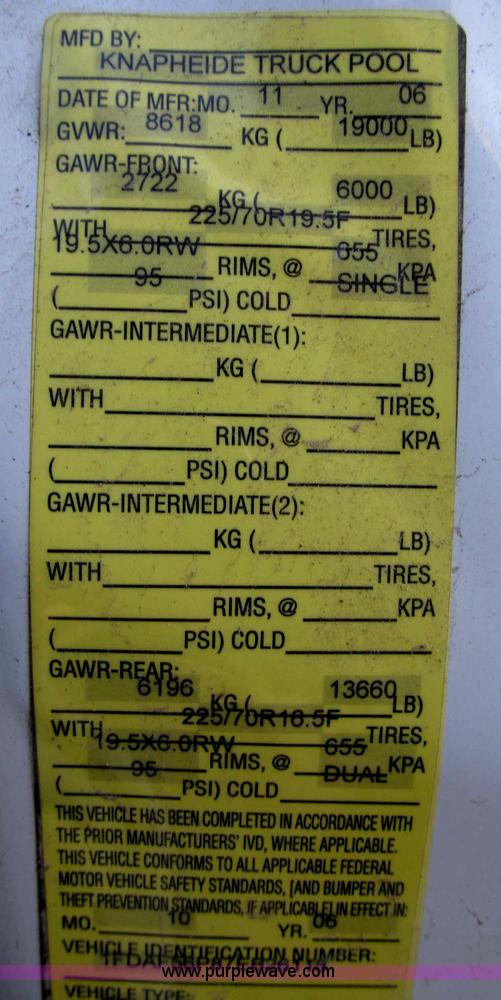 MFD BY:
KNAPHEIDE TRUCK POOL
DATE OF MFR:MO. 11 YR. 06
GVWR: 8618 KG ( 19000 LB)
GAWR-FRONT:
2722 KG ( 6000 LB)
WITH 225/70R19.5F TIRES,
19.5X6.0RW RIMS, @ 655 KPA
( 95 PSI) COLD SINGLE
GAWR-INTERMEDIATE(1):
KG ( LB)
WITH TIRES,
RIMS, @ KPA
( PSI) COLD
GAWR-INTERMEDIATE(2):
KG ( LB)
WITH TIRES,
RIMS, @ KPA
( PSI) COLD
GAWR-REAR:
6196 KG ( 13660 LB)
WITH 225/70R16.5F TIRES,
19.5X6.0RW RIMS, @ 655 KPA
( 95 PSI) COLD DUAL
THIS VEHICLE HAS BEEN COMPLETED IN ACCORDANCE WITH
THE PRIOR MANUFACTURERS' IVD, WHERE APPLICABLE.
THIS VEHICLE CONFORMS TO ALL APPLICABLE FEDERAL
MOTOR VEHICLE SAFETY STANDARDS, [AND BUMPER AND
THEFT PREVENTION STANDARDS, IF APPLICABLE] IN EFFECT IN:
MO. 10 YR. 06
VEHICLE IDENTIFICATION NUMBER:
www.purplewave.com
VEHICLE TYPE: